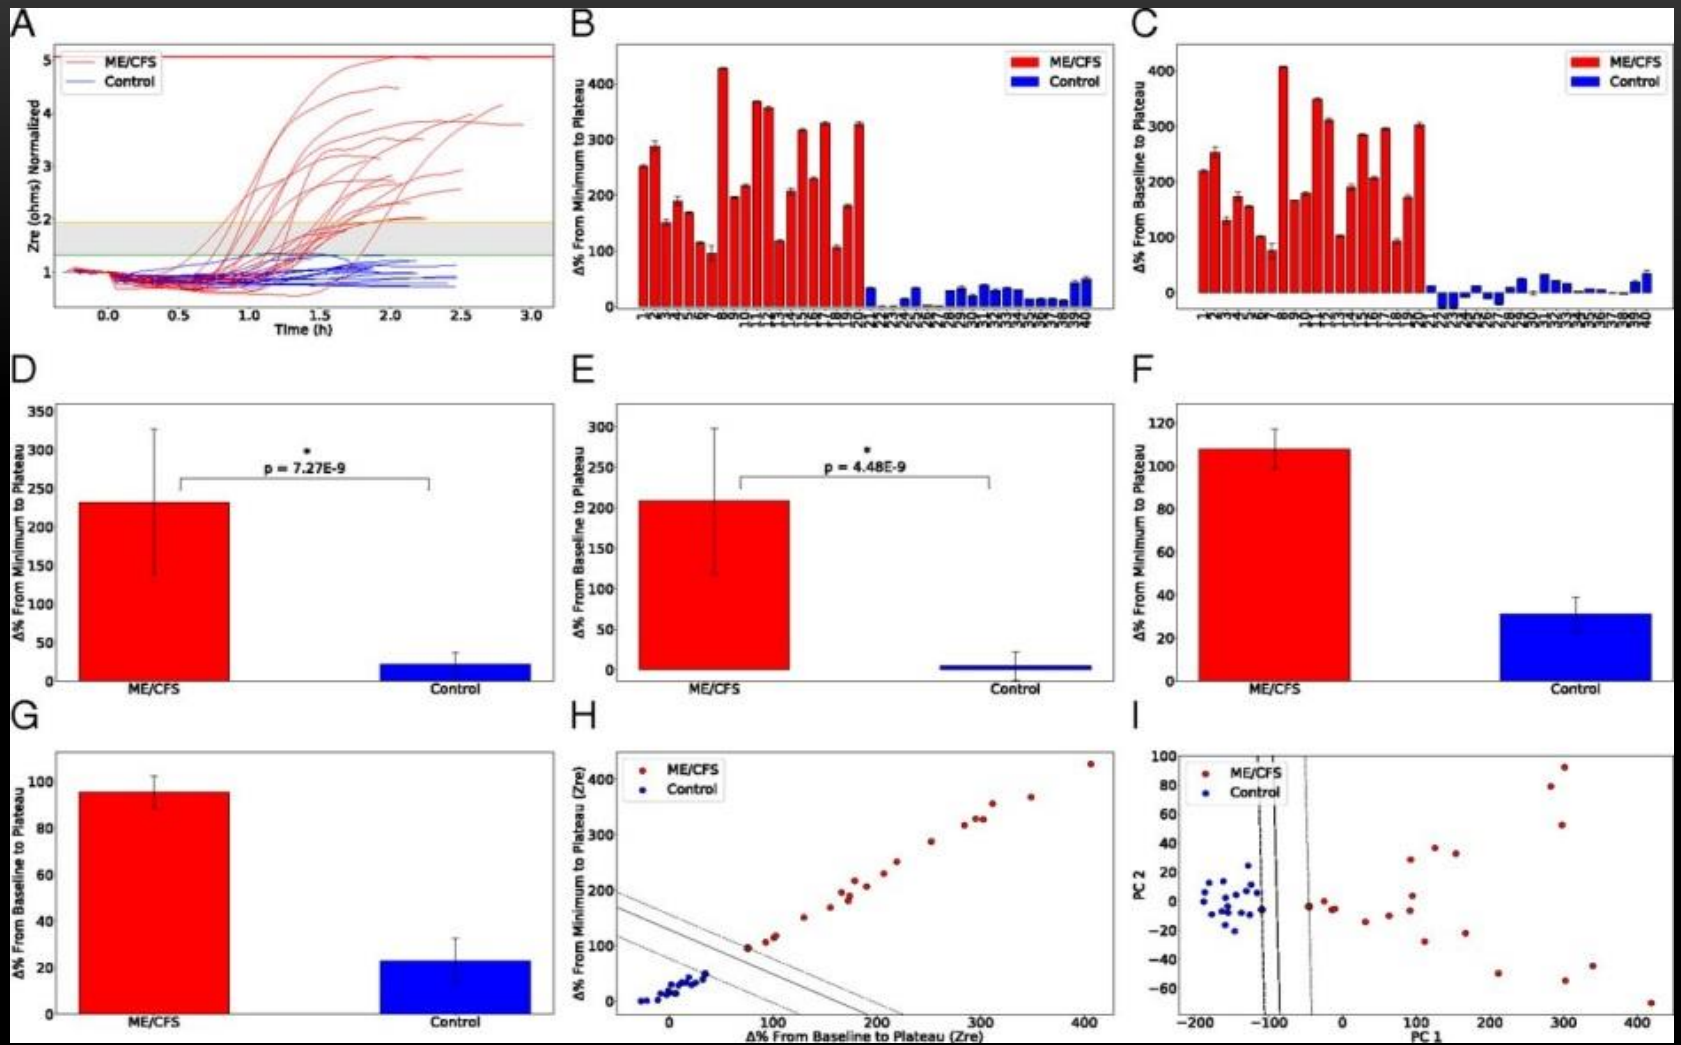 A
Zre (ohms) Normalized
5
4
3
2
1
ME/CFS
Control
0.0 0.5 1.0 1.5 2.0 2.5 3.0
Time (h)
B
Δ% From Minimum to Plateau
400
300
200
100
0
ME/CFS
Control
C
Δ% From Baseline to Plateau
400
300
200
100
0
ME/CFS
Control
D
Δ% From Minimum to Plateau
350
300
250
200
150
100
50
0
*
p = 7.27E-9
ME/CFS Control
E
Δ% From Baseline to Plateau
300
250
200
150
100
50
0
*
p = 4.48E-9
ME/CFS Control
F
Δ% From Minimum to Plateau
120
100
80
60
40
20
0
ME/CFS Control
G
Δ% From Baseline to Plateau
100
80
60
40
20
0
ME/CFS Control
H
Δ% From Minimum to Plateau (Zre)
400
300
200
100
0
ME/CFS
Control
0 100 200 300 400
Δ% From Baseline to Plateau (Zre)
I
PC 2
100
80
60
40
20
0
−20
−40
−60
ME/CFS
Control
−200 −100 0 100 200 300 400
PC 1